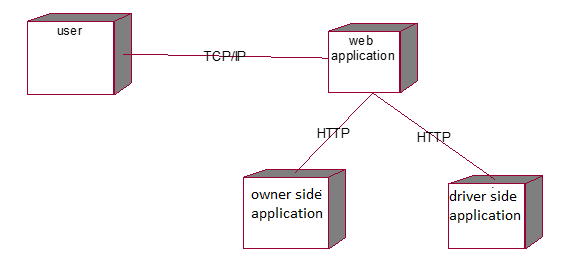 user
TCP/IP
web
application
HTTP
HTTP
owner side
application
driver side
application